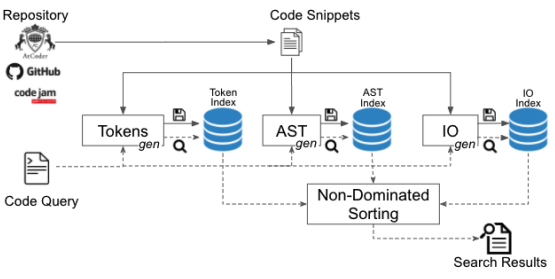 Repository
Code Snippets
AtCoder
GitHub
code jam
Token
Index
AST
Index
IO
Index
Tokens
gen
AST
gen
IO
gen
Code Query
Non-Dominated
Sorting
Search Results